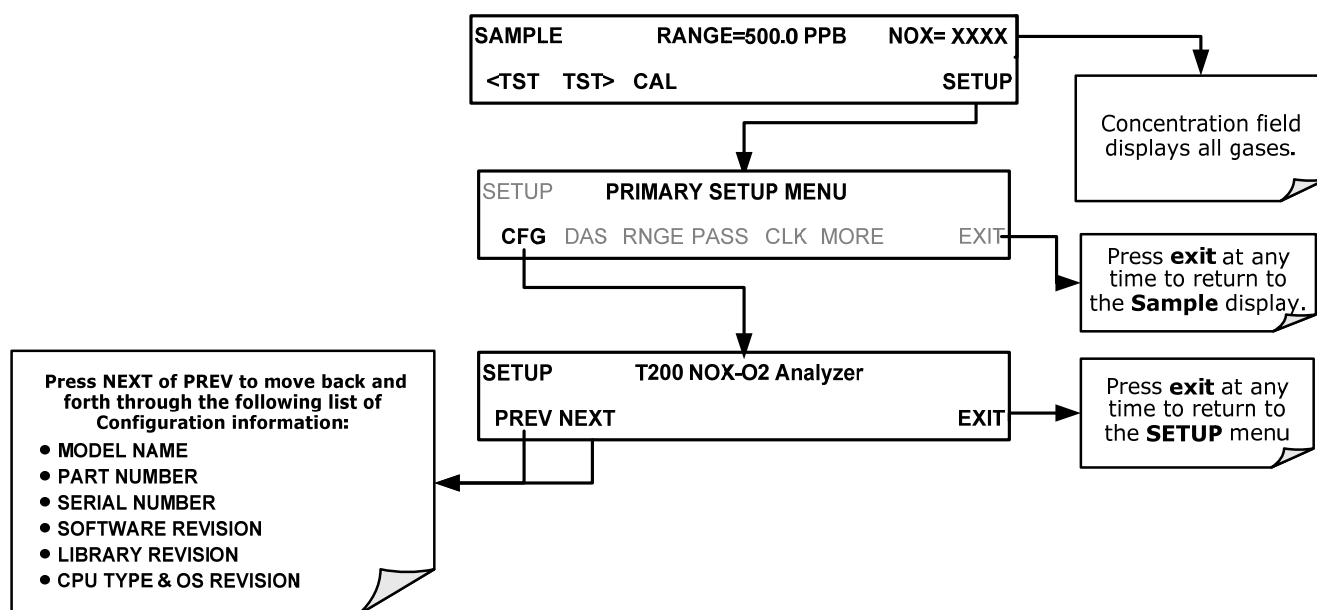 SAMPLE RANGE=500.0 PPB NOX= XXXX
<TST TST> CAL SETUP
Concentration field
displays all gases.
SETUP PRIMARY SETUP MENU
CFG DAS RNGE PASS CLK MORE EXIT
Press exit at any
time to return to
the Sample display.
SETUP T200 NOX-O2 Analyzer
PREV NEXT EXIT
Press exit at any
time to return to
the SETUP menu
Press NEXT of PREV to move back and
forth through the following list of
Configuration information:
● MODEL NAME
● PART NUMBER
● SERIAL NUMBER
● SOFTWARE REVISION
● LIBRARY REVISION
● CPU TYPE & OS REVISION